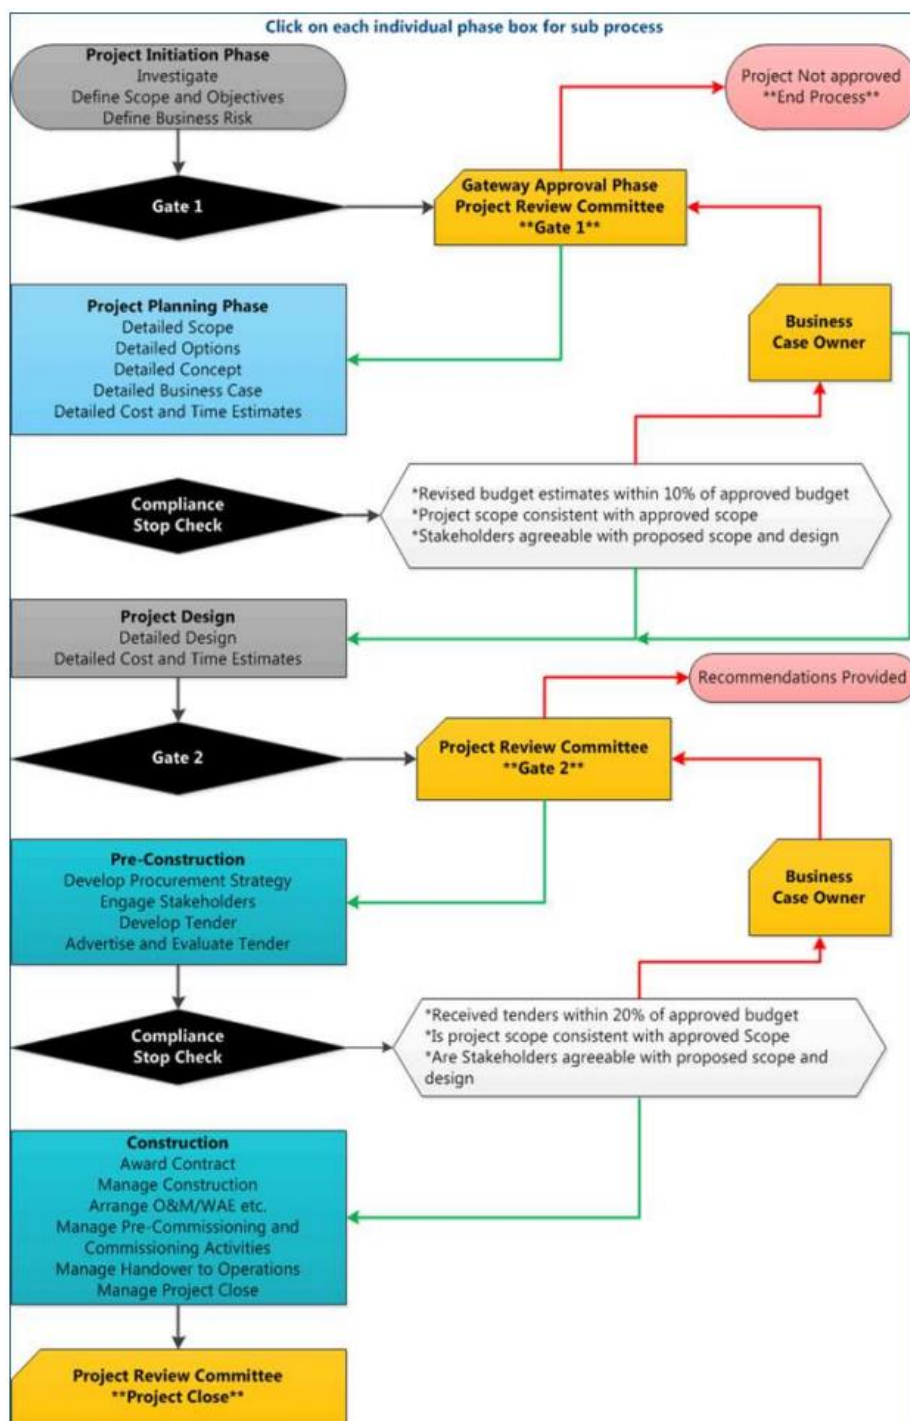 Click on each individual phase box for sub process
Project Initiation Phase
Investigate
Define Scope and Objectives
Define Business Risk
Project Not approved
**End Process**
Gate 1
Gateway Approval Phase
Project Review Committee
**Gate 1**
Project Planning Phase
Detailed Scope
Detailed Options
Detailed Concept
Detailed Business Case
Detailed Cost and Time Estimates
Business
Case Owner
Compliance
Stop Check
*Revised budget estimates within 10% of approved budget
*Project scope consistent with approved scope
*Stakeholders agreeable with proposed scope and design
Project Design
Detailed Design
Detailed Cost and Time Estimates
Recommendations Provided
Gate 2
Project Review Committee
**Gate 2**
Pre-Construction
Develop Procurement Strategy
Engage Stakeholders
Develop Tender
Advertise and Evaluate Tender
Business
Case Owner
Compliance
Stop Check
*Received tenders within 20% of approved budget
*Is project scope consistent with approved Scope
*Are Stakeholders agreeable with proposed scope and
design
Construction
Award Contract
Manage Construction
Arrange O&M/WAE etc.
Manage Pre-Commissioning and
Commissioning Activities
Manage Handover to Operations
Manage Project Close
Project Review Committee
**Project Close**